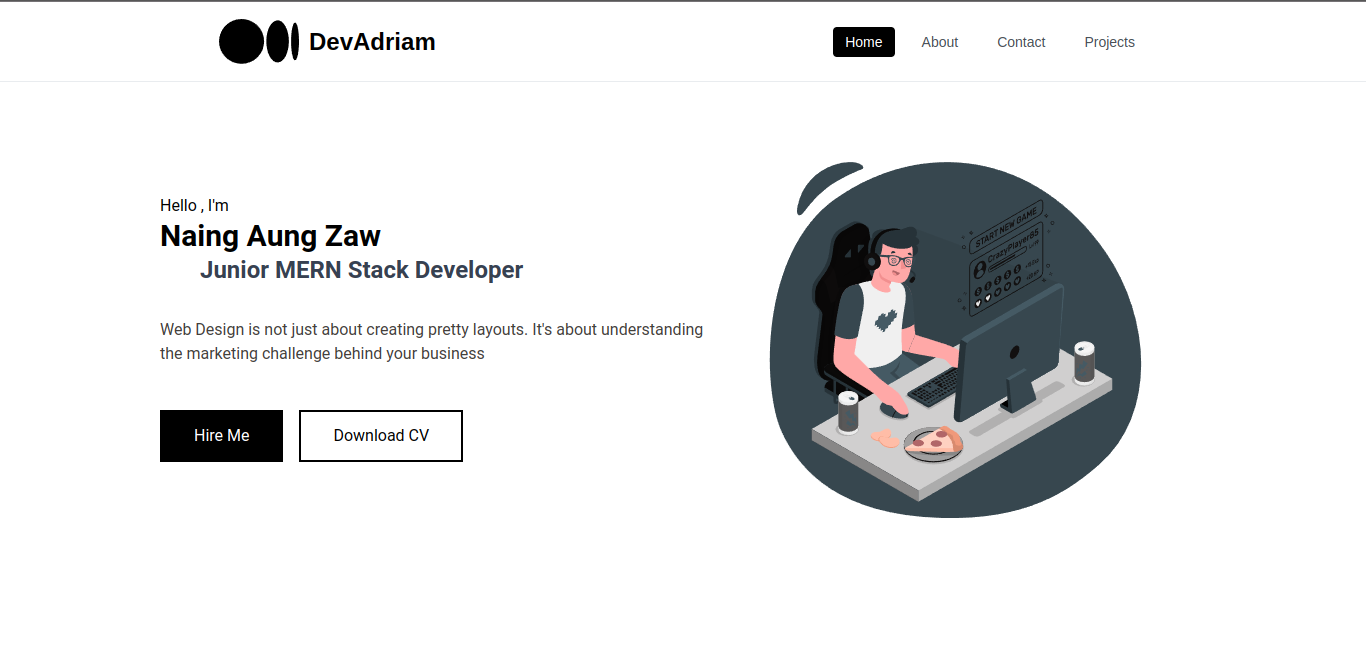 DevAdriam
Home
About
Contact
Projects
Hello , I'm
Naing Aung Zaw
Junior MERN Stack Developer
Web Design is not just about creating pretty layouts. It's about understanding
the marketing challenge behind your business
Hire Me
Download CV
START NEW GAME
CrazyPlayer85